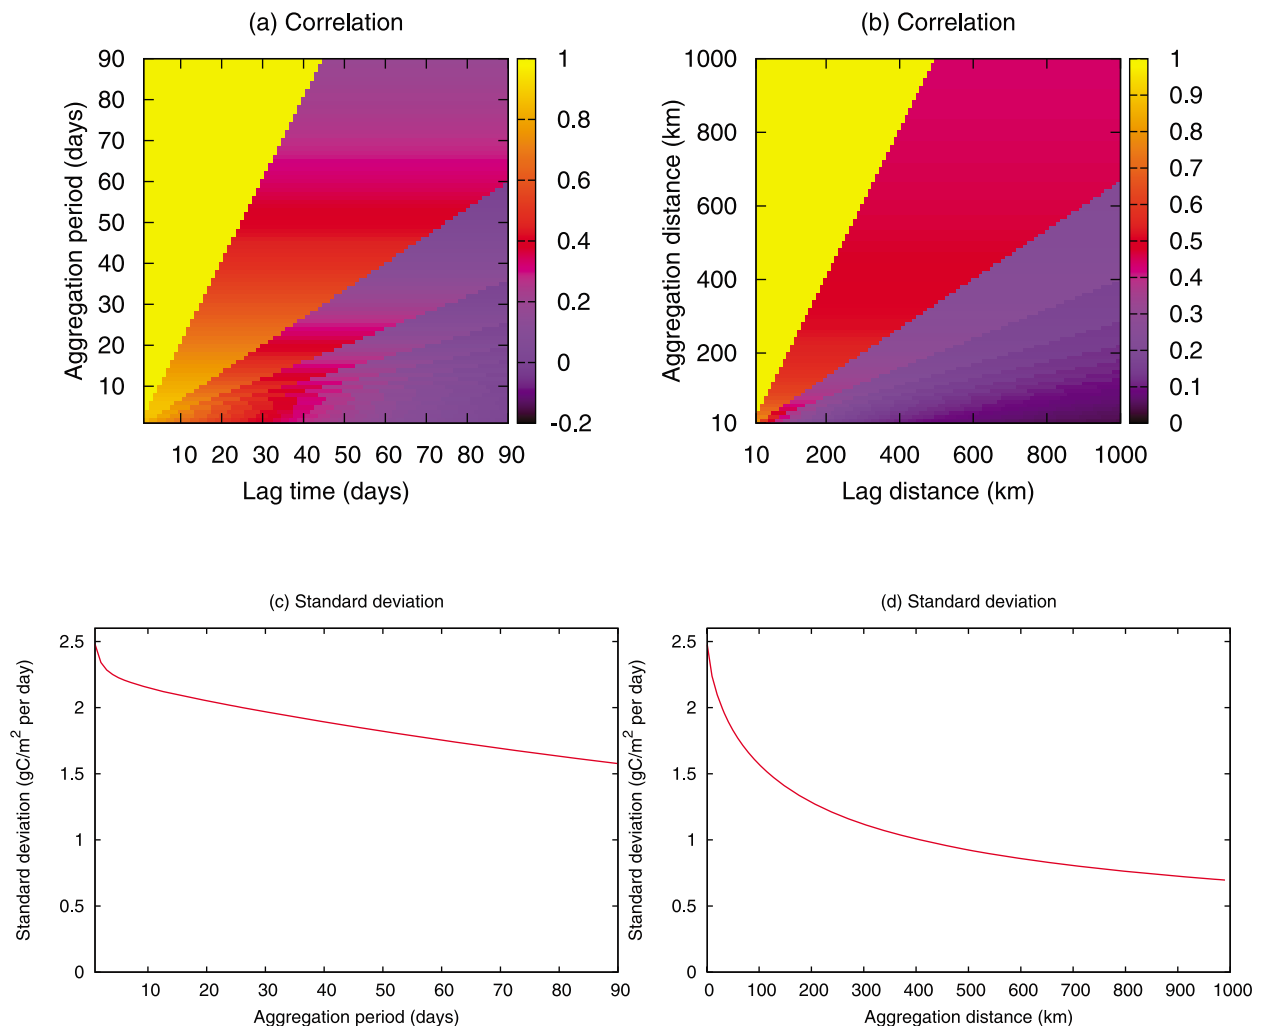 (a) Correlation
90
80
70
60
50
40
30
20
10
Aggregation period (days)
10 20 30 40 50 60 70 80 90
Lag time (days)
1
0.8
0.6
0.4
0.2
0
-0.2
(b) Correlation
1000
800
600
400
200
10
Aggregation distance (km)
10 200 400 600 800 1000
Lag distance (km)
1
0.9
0.8
0.7
0.6
0.5
0.4
0.3
0.2
0.1
0
(c) Standard deviation
2.5
2
1.5
1
0.5
0
Standard deviation (gC/m² per day)
10 20 30 40 50 60 70 80 90
Aggregation period (days)
(d) Standard deviation
2.5
2
1.5
1
0.5
0
Standard deviation (gC/m² per day)
0 100 200 300 400 500 600 700 800 900 1000
Aggregation distance (km)